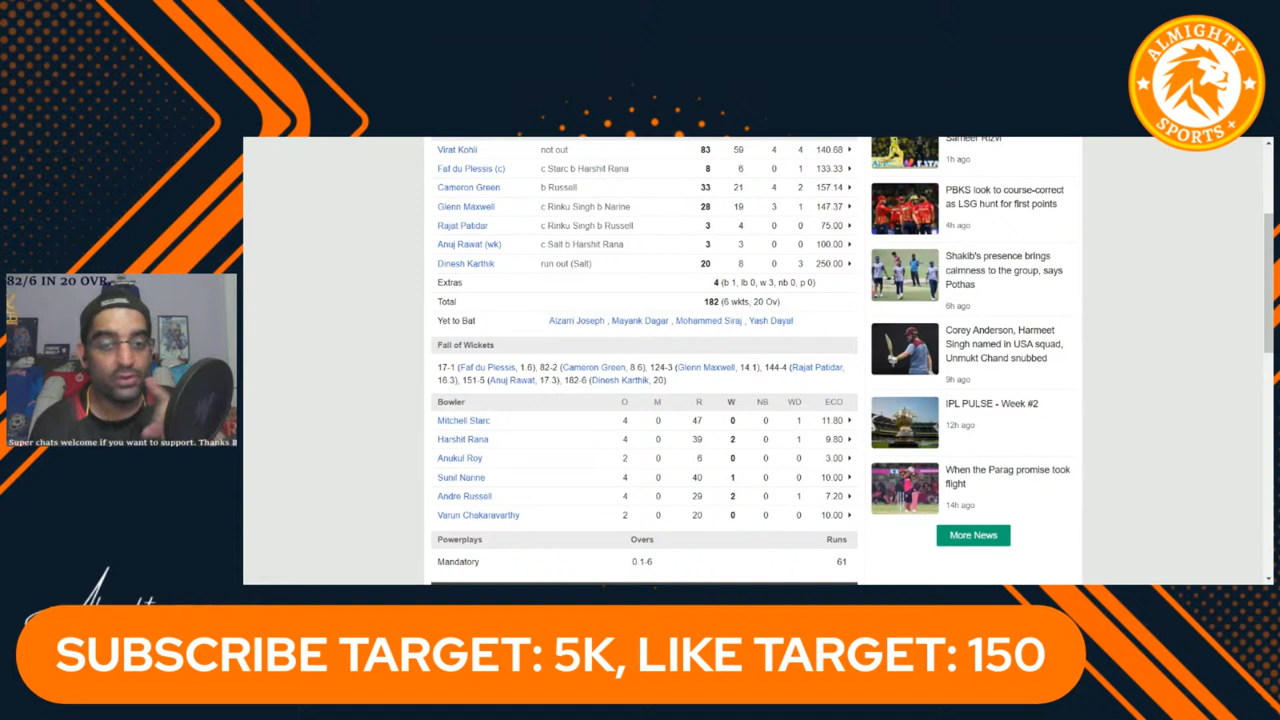 ALMIGHTY
SPORTS+
Virat Kohli not out 83 59 4 4 140.68
Faf du Plessis (c) c Starc b Harshit Rana 8 6 0 1 133.33
Cameron Green b Russell 33 21 4 2 157.14
Glenn Maxwell c Rinku Singh b Narine 28 19 3 1 147.37
Rajat Patidar c Rinku Singh b Russell 3 4 0 0 75.00
Anuj Rawat (wk) c Salt b Harshit Rana 3 3 0 0 100.00
Dinesh Karthik run out (Salt) 20 8 0 3 250.00
Extras 4 (b 1, lb 0, w 3, nb 0, p 0)
Total 182 (6 wkts, 20 Ov)
Yet to Bat Alzarri Joseph , Mayank Dagar , Mohammed Siraj , Yash Dayal
Fall of Wickets
17-1 (Faf du Plessis, 1.6), 82-2 (Cameron Green, 8.6), 124-3 (Glenn Maxwell, 14.1), 144-4 (Rajat Patidar,
16.3), 151-5 (Anuj Rawat, 17.3), 182-6 (Dinesh Karthik, 20)
Bowler O M R W NB WD ECO
Mitchell Starc 4 0 47 0 0 1 11.80
Harshit Rana 4 0 39 2 0 1 9.80
Anukul Roy 2 0 6 0 0 0 3.00
Sunil Narine 4 0 40 1 0 0 10.00
Andre Russell 4 0 29 2 0 1 7.20
Varun Chakaravarthy 2 0 20 0 0 0 10.00
Powerplays Overs Runs
Mandatory 0.1-6 61
Sameer Rizvi
1h ago
PBKS look to course-correct
as LSG hunt for first points
4h ago
Shakib's presence brings
calmness to the group, says
Pothas
6h ago
Corey Anderson, Harmeet
Singh named in USA squad,
Unmukt Chand snubbed
9h ago
IPL PULSE - Week #2
12h ago
When the Parag promise took
flight
14h ago
More News
82/6 IN 20 OVR
Super chats welcome if you want to support. Thanks
SUBSCRIBE TARGET: 5K, LIKE TARGET: 150